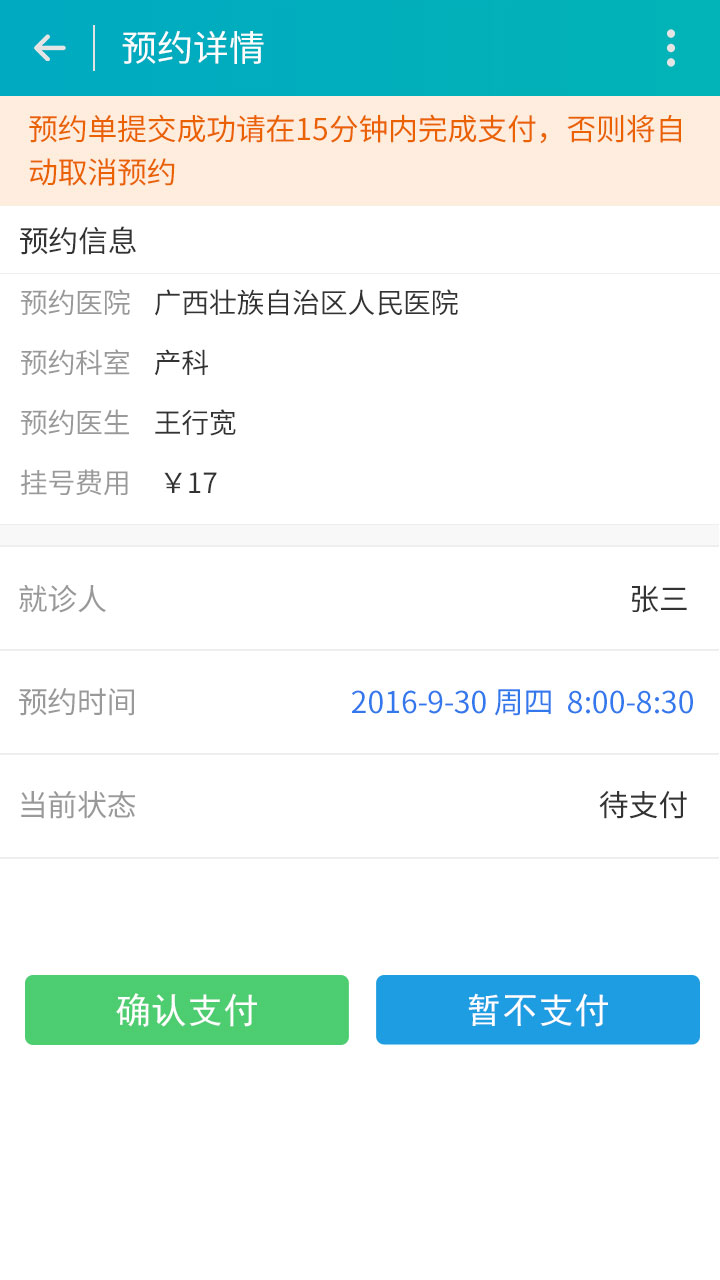 预约详情
预约单提交成功请在15分钟内完成支付，否则将自
动取消预约
预约信息
预约医院 广西壮族自治区人民医院
预约科室 产科
预约医生 王行宽
挂号费用 ￥17
就诊人 张三
预约时间 2016-9-30 周四 8:00-8:30
当前状态 待支付
确认支付 暂不支付